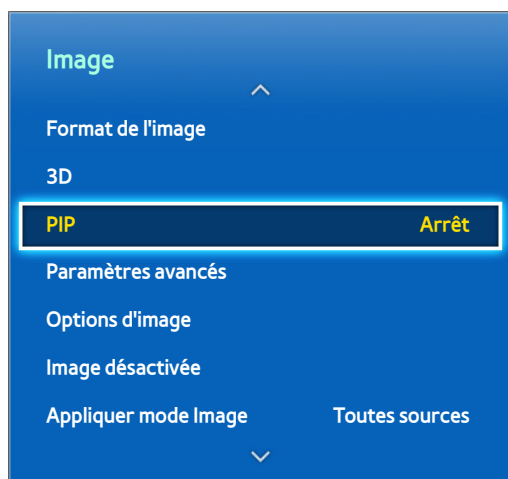 Image
Format de l'image
3D
PIP Arrêt
Paramètres avancés
Options d'image
Image désactivée
Appliquer mode Image Toutes sources